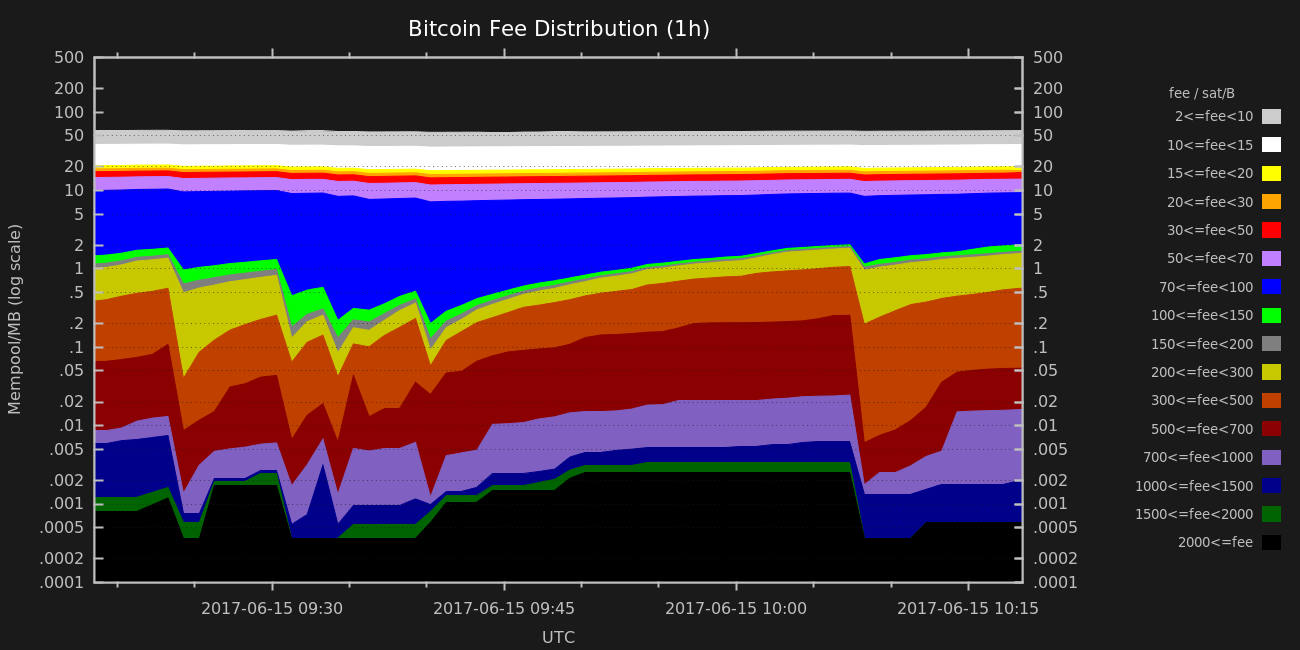 Bitcoin Fee Distribution (1h)
500 500
200 200
100 100
50 50
20 20
10 10
5 5
2 2
1 1
.5 .5
.2 .2
.1 .1
.05 .05
.02 .02
.01 .01
.005 .005
.002 .002
.001 .001
.0005 .0005
.0002 .0002
.0001 .0001
Mempool/MB (log scale)
2017-06-15 09:30 2017-06-15 09:45 2017-06-15 10:00 2017-06-15 10:15
UTC
fee / sat/B
2<=fee<10
10<=fee<15
15<=fee<20
20<=fee<30
30<=fee<50
50<=fee<70
70<=fee<100
100<=fee<150
150<=fee<200
200<=fee<300
300<=fee<500
500<=fee<700
700<=fee<1000
1000<=fee<1500
1500<=fee<2000
2000<=fee